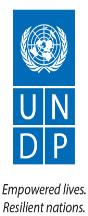 U N
D P
Empowered lives.
Resilient nations.